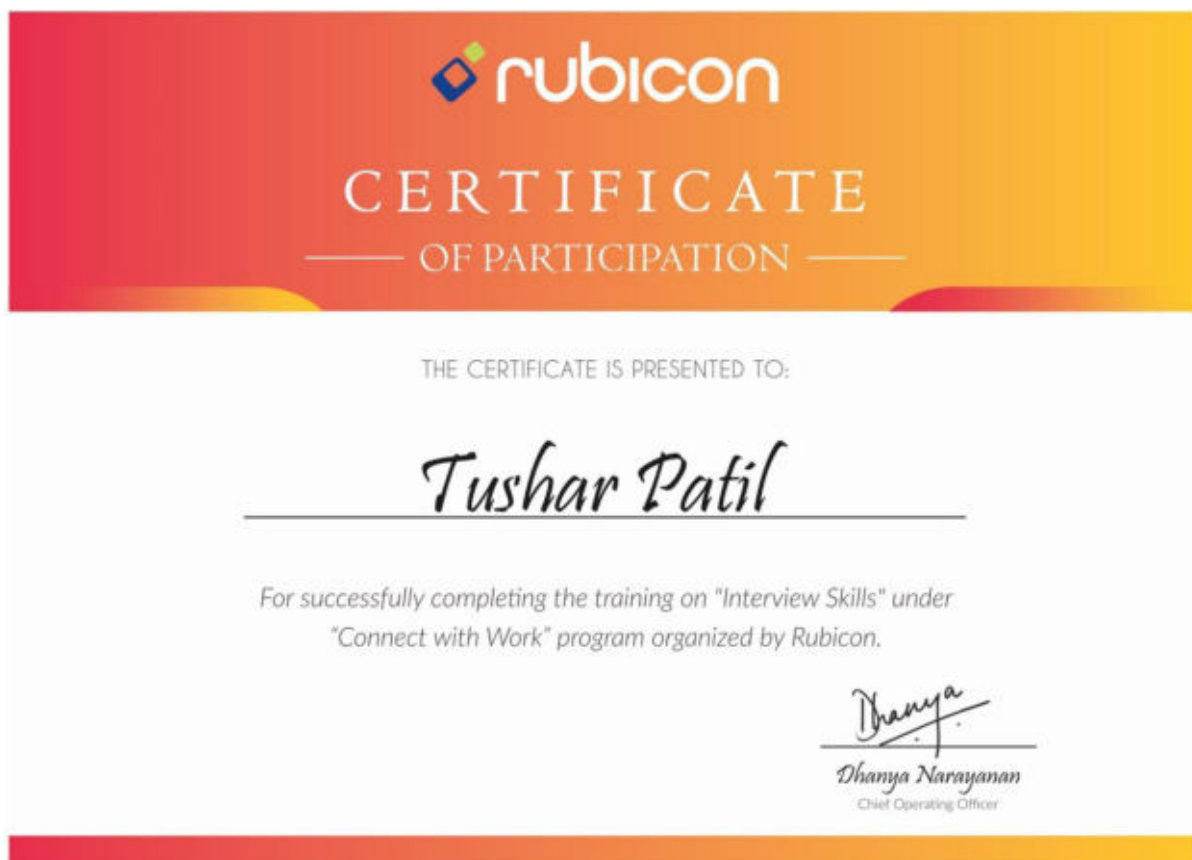 rubicon
CERTIFICATE
OF PARTICIPATION
THE CERTIFICATE IS PRESENTED TO:
Tushar Patil
For successfully completing the training on "Interview Skills" under
"Connect with Work" program organized by Rubicon.
Dhanya
Dhanya Narayanan
Chief Operating Officer